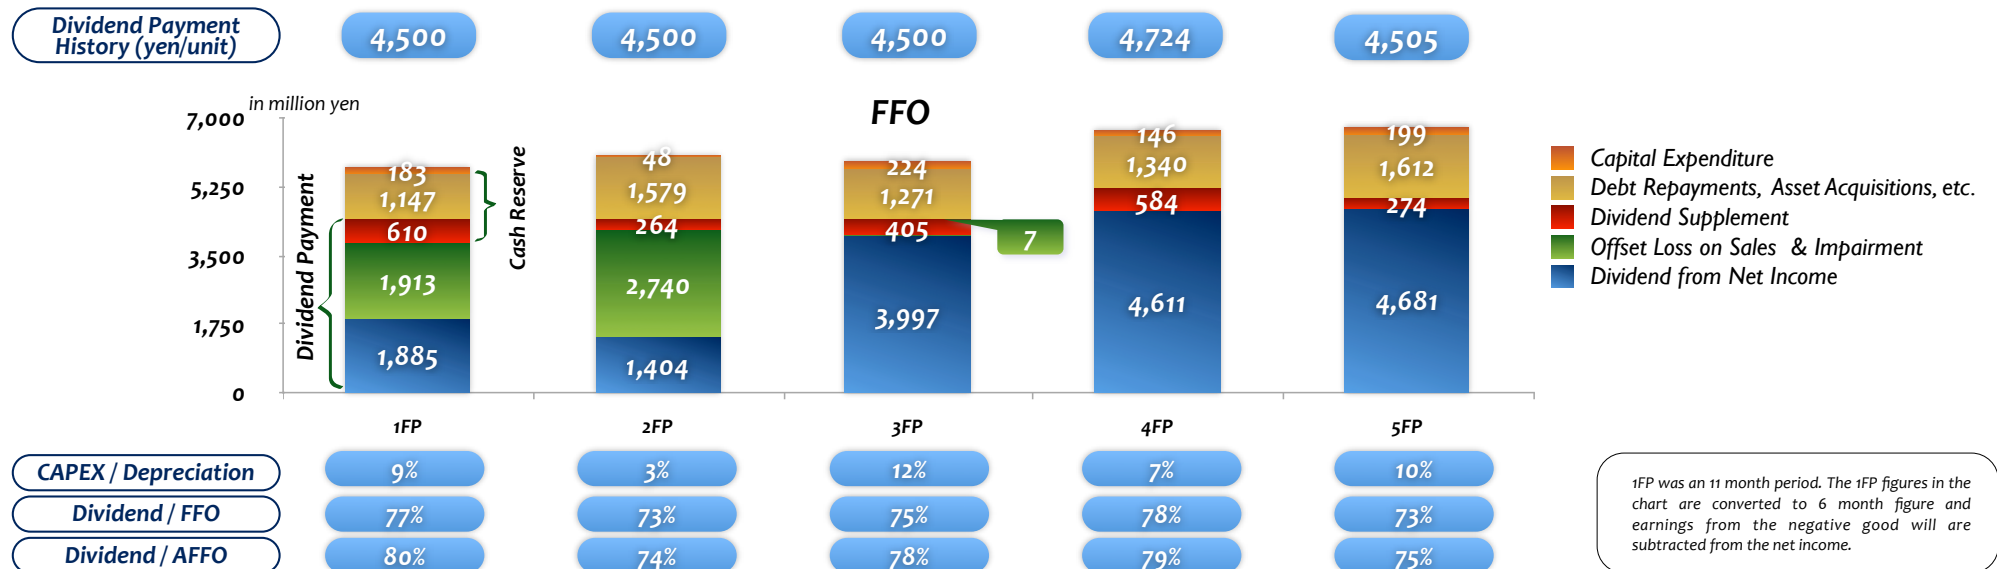 Dividend Payment
History (yen/unit)
4,500
4,500
4,500
4,724
4,505
in million yen
FFO
7,000
5,250
3,500
1,750
0
Dividend Payment
Cash Reserve
183
1,147
610
1,913
1,885
48
1,579
264
2,740
1,404
224
1,271
405
7
3,997
146
1,340
584
4,611
199
1,612
274
4,681
Capital Expenditure
Debt Repayments, Asset Acquisitions, etc.
Dividend Supplement
Offset Loss on Sales & Impairment
Dividend from Net Income
1FP
2FP
3FP
4FP
5FP
CAPEX / Depreciation
9%
3%
12%
7%
10%
Dividend / FFO
77%
73%
75%
78%
73%
Dividend / AFFO
80%
74%
78%
79%
75%
1FP was an 11 month period. The 1FP figures in the
chart are converted to 6 month figure and
earnings from the negative good will are
subtracted from the net income.